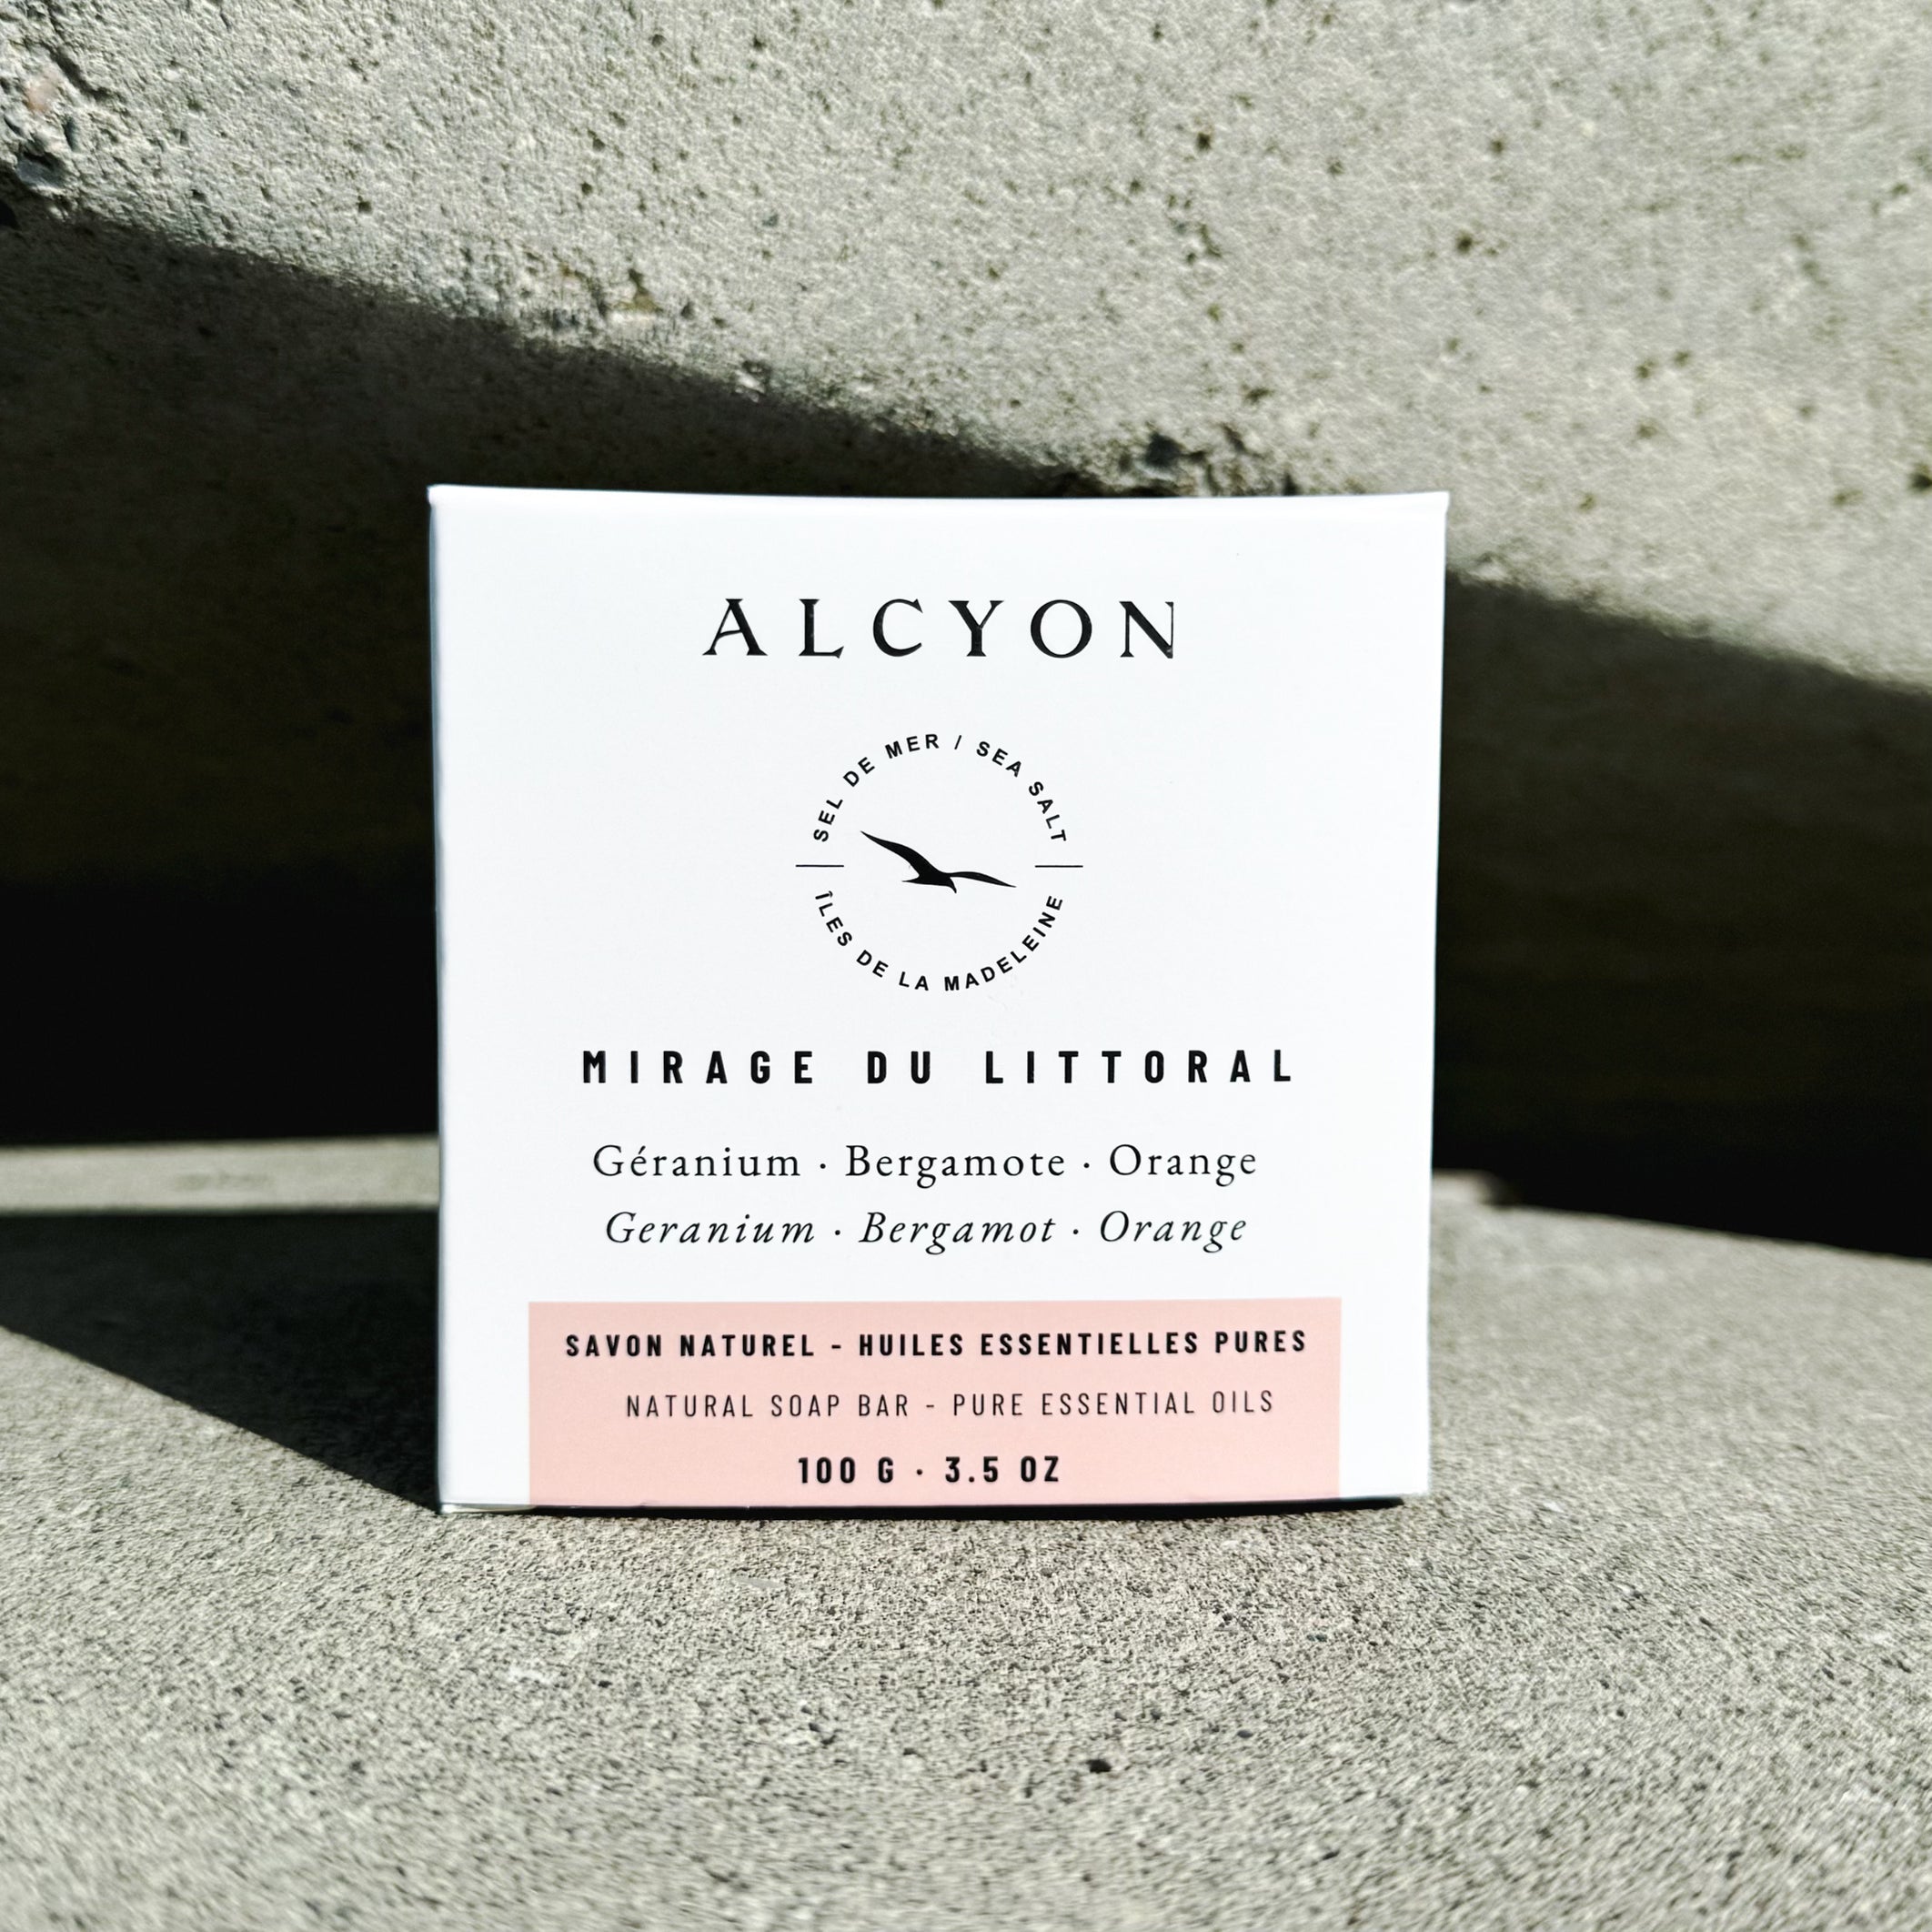 ALCYON
SEL DE MER / SEA SALT
ÎLES DE LA MADELEINE
MIRAGE DU LITTORAL
Géranium · Bergamote · Orange
Geranium · Bergamot · Orange
SAVON NATUREL - HUILES ESSENTIELLES PURES
NATURAL SOAP BAR - PURE ESSENTIAL OILS
100 G · 3.5 OZ